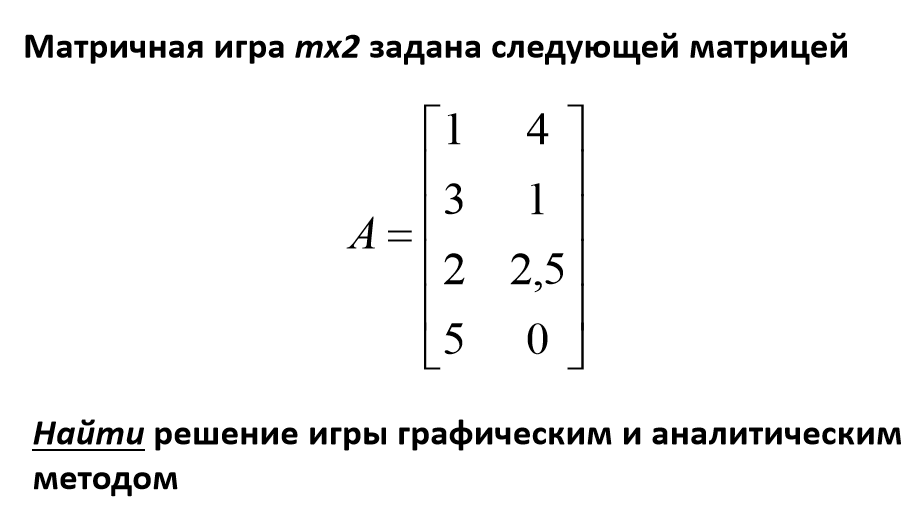 Матричная игра mx2 задана следующей матрицей
1 4
3 1
A = 2 2,5
5 0
Найти решение игры графическим и аналитическим
методом